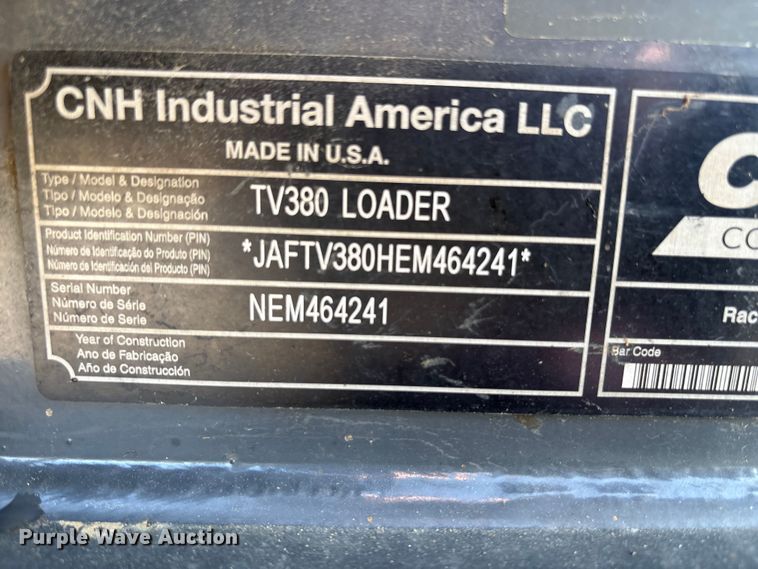 CNH Industrial America LLC
MADE IN U.S.A.
Type / Model & Designation
Tipo / Modelo & Designação
Tipo / Modelo & Designación
TV380 LOADER
Product Identification Number (PIN)
Número de Identificação do Produto (PIN)
Número de Identificación del Producto (PIN)
*JAFTV380HEM464241*
Serial Number
Número de Série
Número de Serie
NEM464241
Year of Construction
Ano de Fabricação
Año de Construcción
C
CO
Rac
Bar Code
Purple Wave Auction